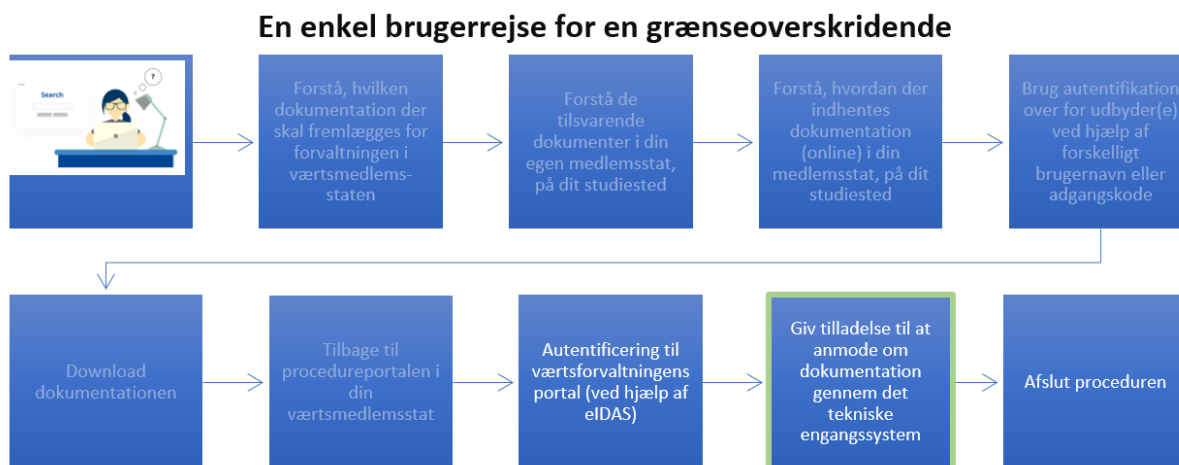 En enkel brugerrejse for en grænseoverskridende
Search
?
Forstå, hvilken
dokumentation der
skal fremlægges for
forvaltningen i
værtsmedlems-
staten
Forstå de
tilsvarende
dokumenter i din
egen medlemsstat,
på dit studiested
Forstå, hvordan der
indhentes
dokumentation
(online) i din
medlemsstat, på dit
studiested
Brug autentifikation
over for udbyder(e)
ved hjælp af
forskelligt
brugernavn eller
adgangskode
Download
dokumentationen
Tilbage til
procedureportalen i
din
værtsmedlemsstat
Autentificering til
værtsforvaltningens
portal (ved hjælp af
eIDAS)
Giv tilladelse til at
anmode om
dokumentation
gennem det
tekniske
engangssystem
Afslut proceduren